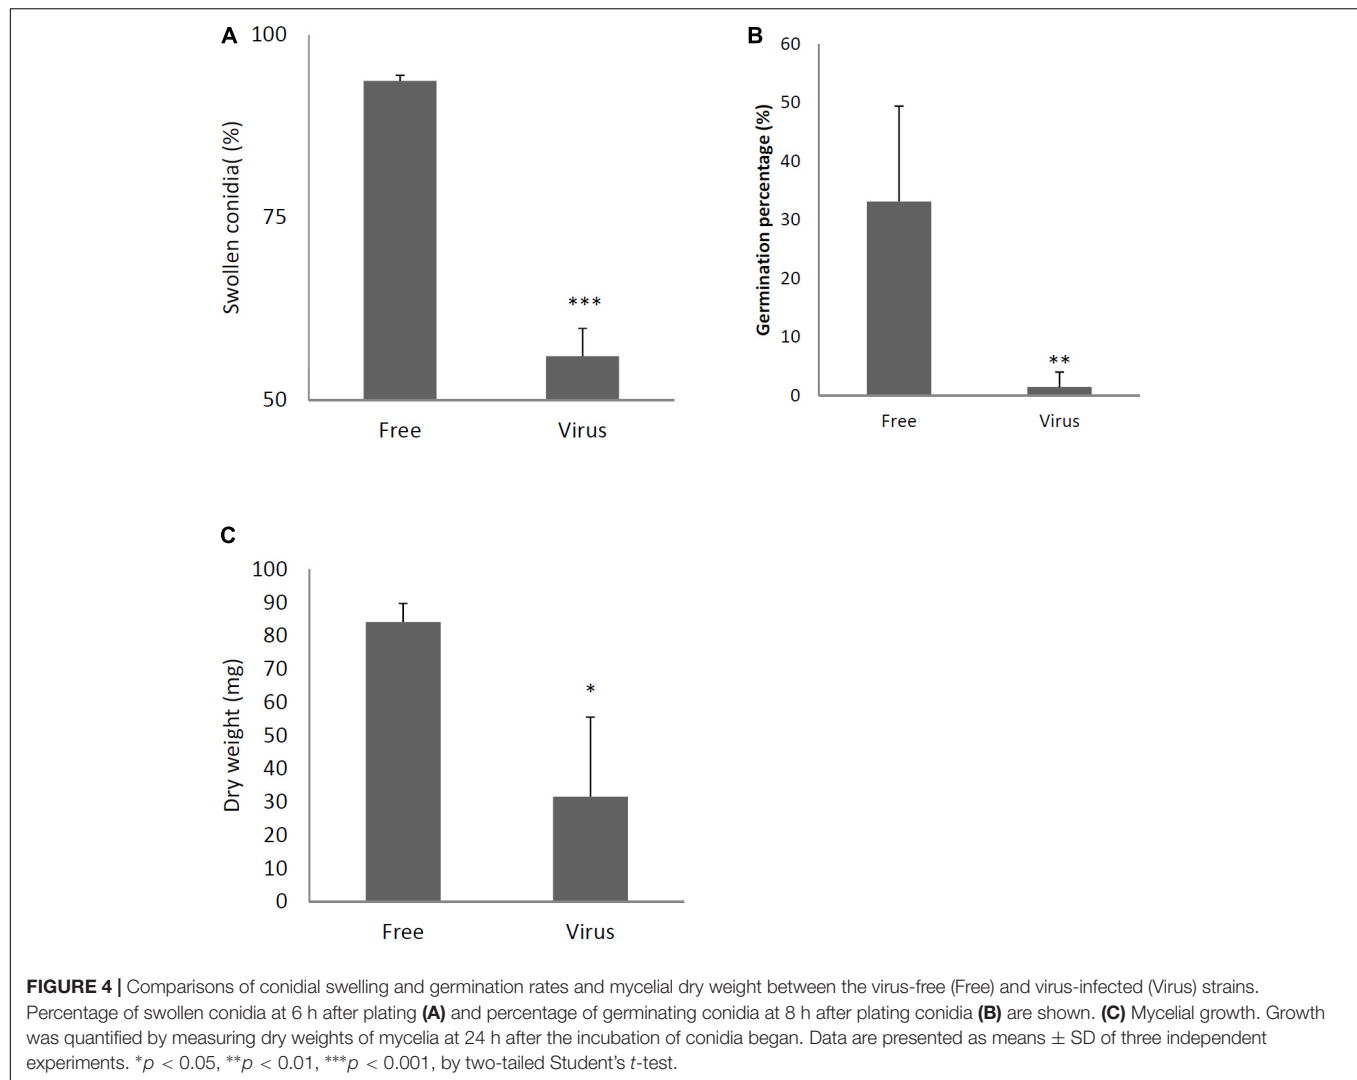 A
100
75
50
Swollen conidia( (%)
***
Free Virus
B
60
50
40
30
20
10
0
Germination percentage (%)
**
Free Virus
C
100
90
80
70
60
50
40
30
20
10
0
Dry weight (mg)
*
Free Virus
FIGURE 4 | Comparisons of conidial swelling and germination rates and mycelial dry weight between the virus-free (Free) and virus-infected (Virus) strains.
Percentage of swollen conidia at 6 h after plating (A) and percentage of germinating conidia at 8 h after plating conidia (B) are shown. (C) Mycelial growth. Growth
was quantified by measuring dry weights of mycelia at 24 h after the incubation of conidia began. Data are presented as means ± SD of three independent
experiments. *p < 0.05, **p < 0.01, ***p < 0.001, by two-tailed Student's t-test.